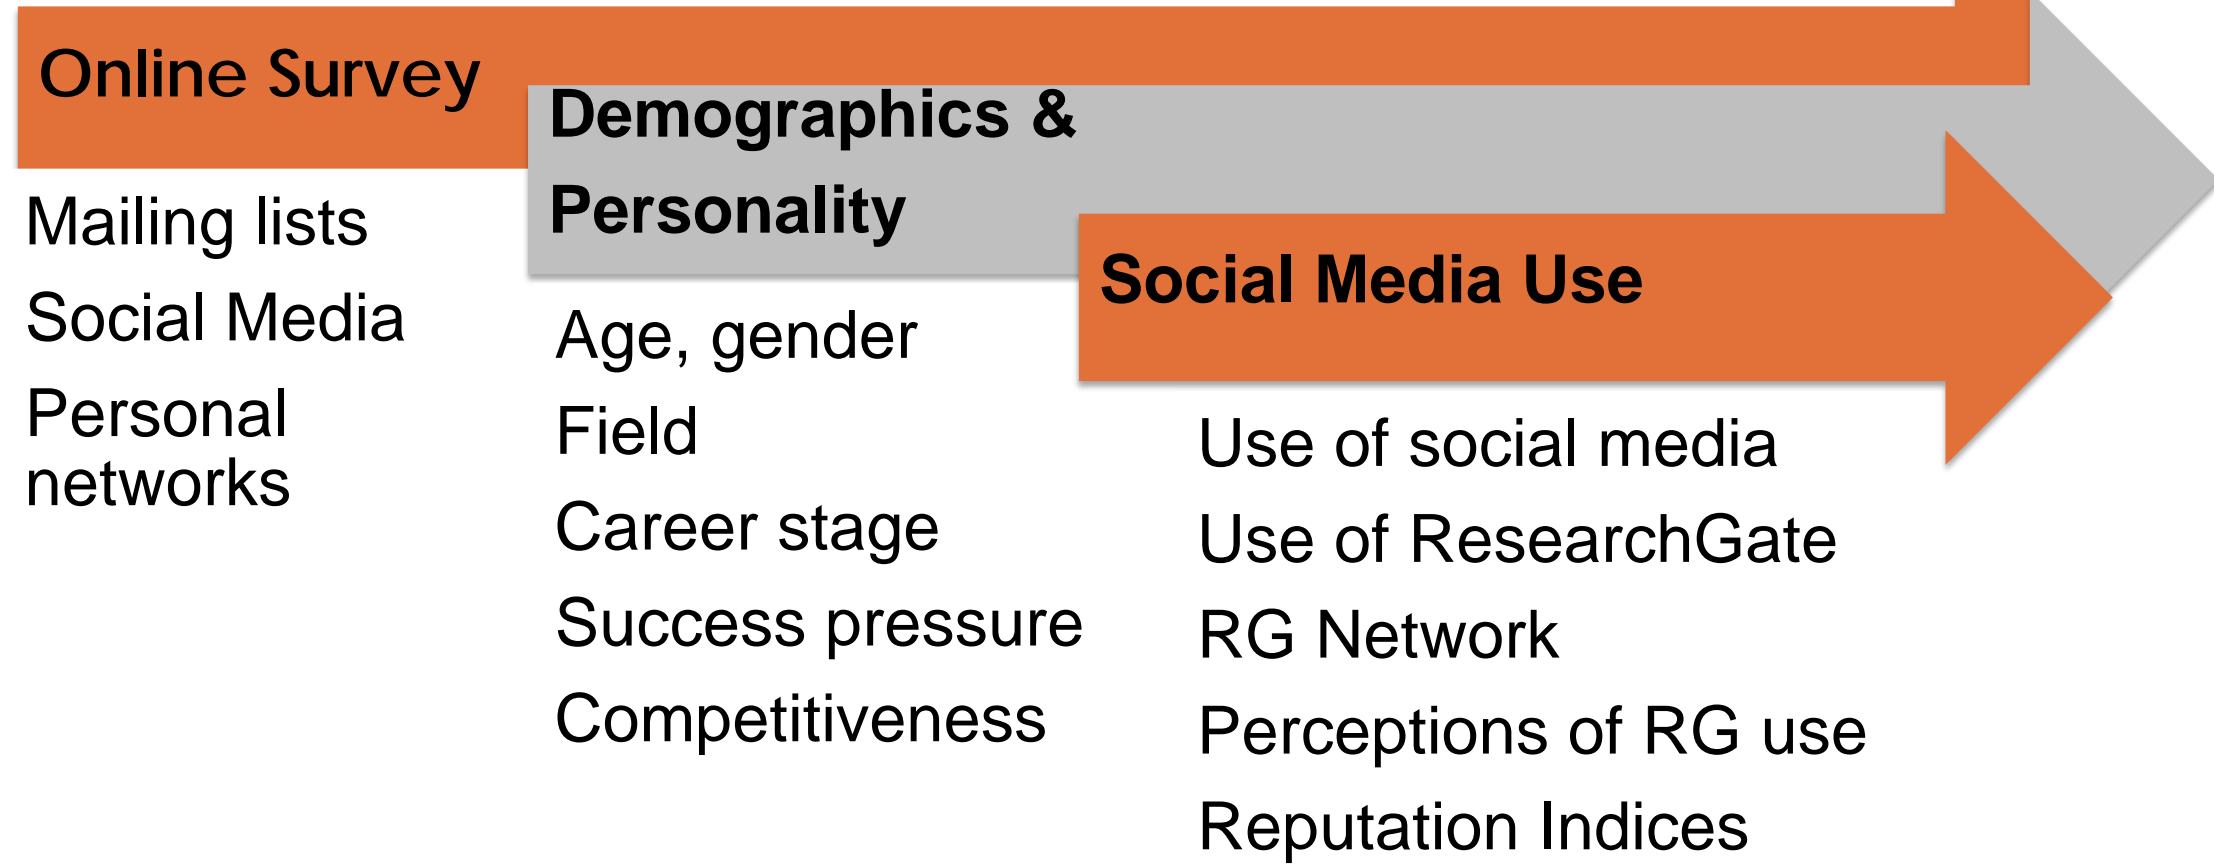 Online Survey
Mailing lists
Social Media
Personal
networks
Demographics &
Personality
Age, gender
Field
Career stage
Success pressure
Competitiveness
Social Media Use
Use of social media
Use of ResearchGate
RG Network
Perceptions of RG use
Reputation Indices